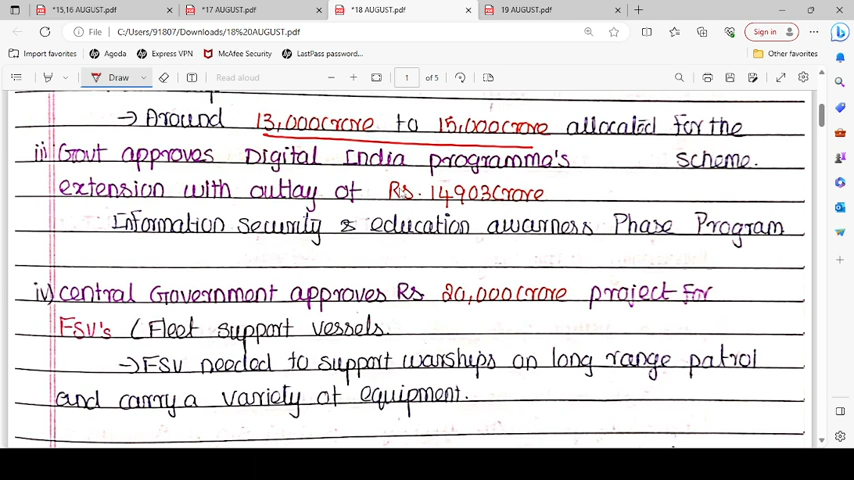 *15,16 AUGUST.pdf
*17 AUGUST.pdf
*18 AUGUST.pdf
19 AUGUST.pdf
File
C:/Users/91807/Downloads/18%20AUGUST.pdf
Sign in
Import favorites
Agoda
Express VPN
McAfee Security
LastPass password...
Other favorites
Draw
Read aloud
1 of 5
→ Around 13,000crore to 15,000crore allocated for the
iii) Govt approves Digital India programme's scheme.
extension with outlay of Rs. 14903crore
Information security & education awarness Phase Program
iv) central Government approves Rs 20,000crore project for
FSV's (Fleet support vessels.
→ FSV needed to support warships on long range patrol
and carry a variety of equipment.